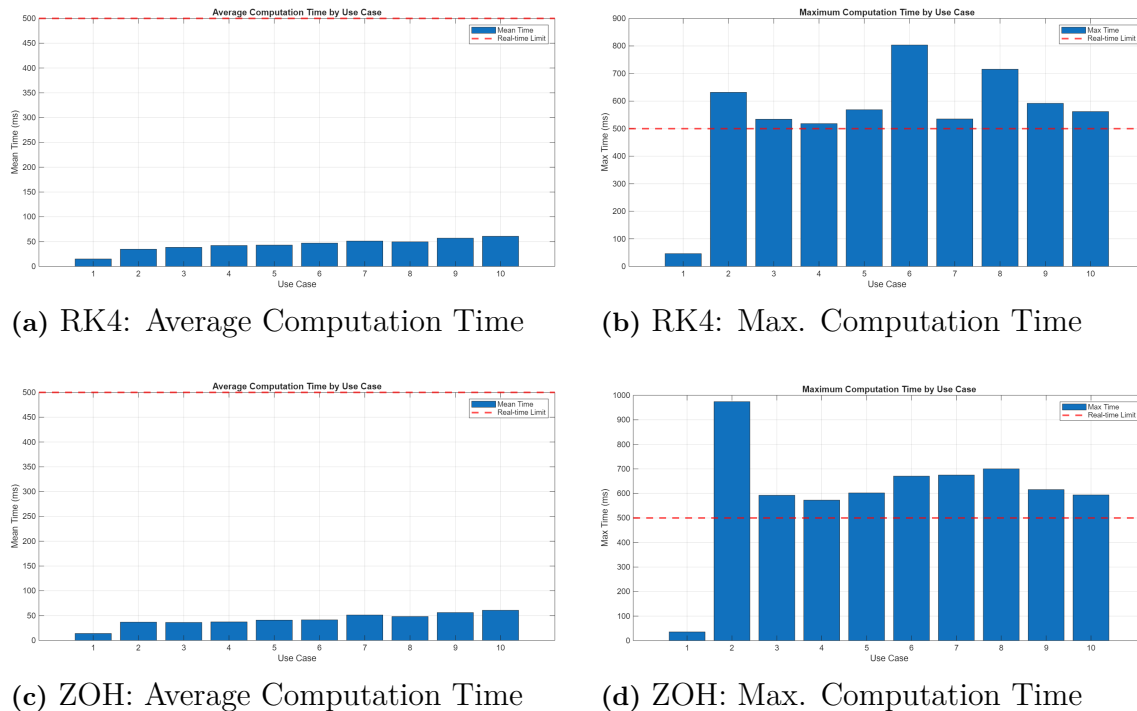 Average Computation Time by Use Case
500
450
400
350
300
250
200
150
100
50
0
Mean Time (ms)
Mean Time
Real-time Limit
1 2 3 4 5 6 7 8 9 10
Use Case
(a) RK4: Average Computation Time
Maximum Computation Time by Use Case
900
800
700
600
500
400
300
200
100
0
Max Time (ms)
Max Time
Real-time Limit
1 2 3 4 5 6 7 8 9 10
Use Case
(b) RK4: Max. Computation Time
Average Computation Time by Use Case
500
450
400
350
300
250
200
150
100
50
0
Mean Time (ms)
Mean Time
Real-time Limit
1 2 3 4 5 6 7 8 9 10
Use Case
(c) ZOH: Average Computation Time
Maximum Computation Time by Use Case
1000
900
800
700
600
500
400
300
200
100
0
Max Time (ms)
Max Time
Real-time Limit
1 2 3 4 5 6 7 8 9 10
Use Case
(d) ZOH: Max. Computation Time